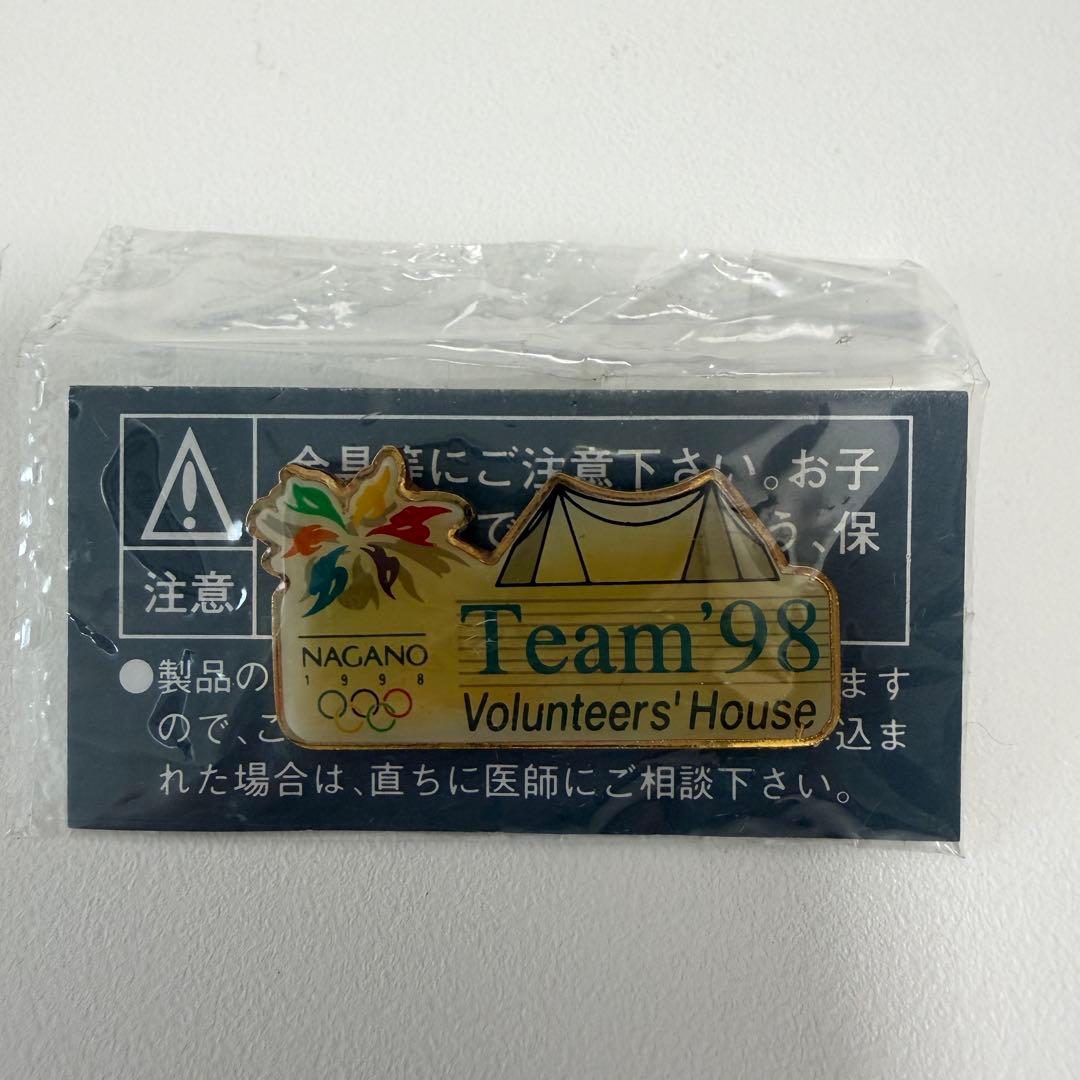 注意
等にご注意下さい。お子
で
う、保
●製品の
ます
ので、こ
込ま
れた場合は、直ちに医師にご相談下さい。
NAGANO
1998
Team '98
Volunteers' House